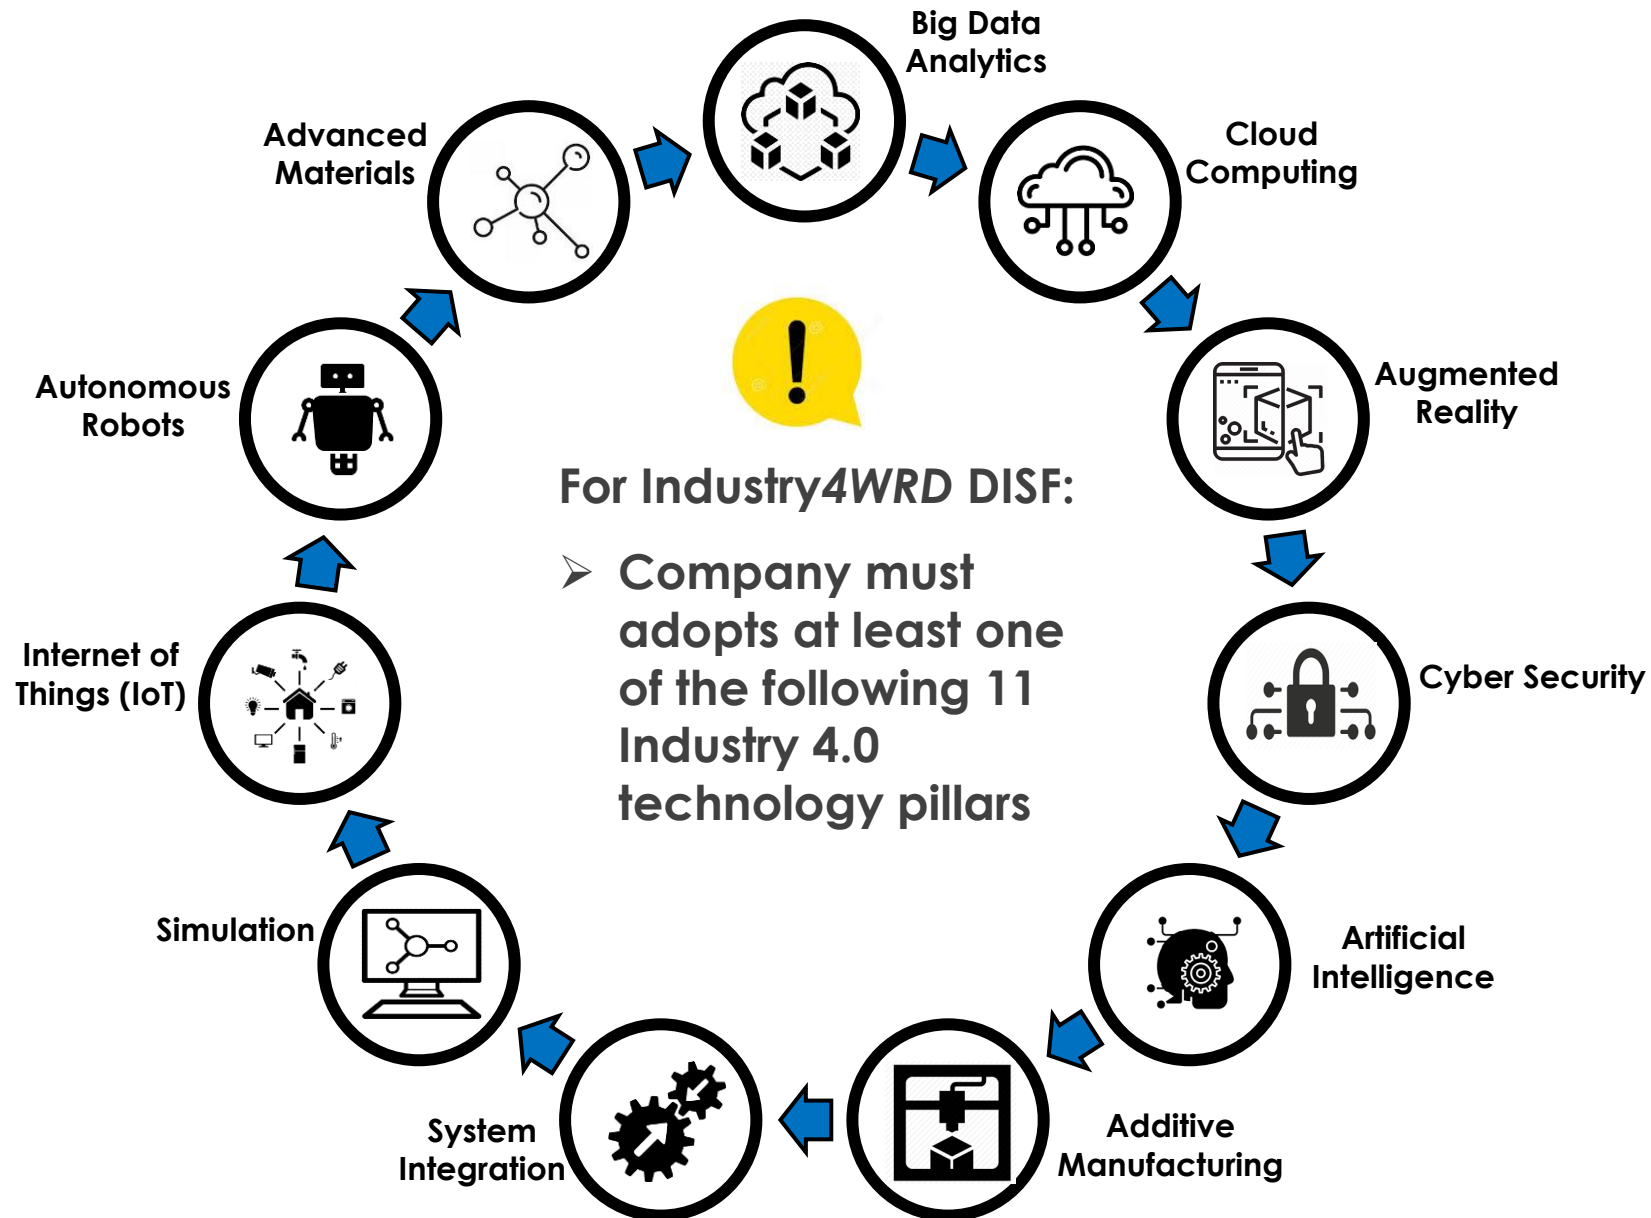 Big Data
Analytics
Cloud
Computing
Augmented
Reality
Cyber Security
Artificial
Intelligence
Additive
Manufacturing
System
Integration
Simulation
Internet of
Things (IoT)
Autonomous
Robots
Advanced
Materials
For Industry4WRD DISF:
➢ Company must
adopts at least one
of the following 11
Industry 4.0
technology pillars